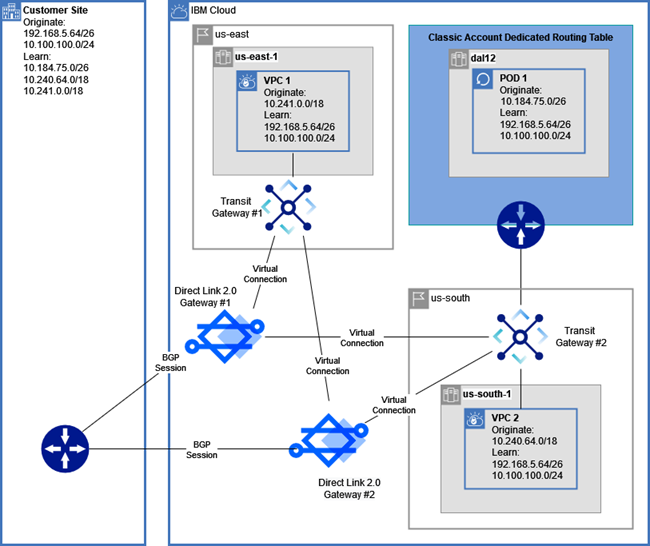 Customer Site
Originate:
192.168.5.64/26
10.100.100.0/24
Learn:
10.184.75.0/26
10.240.64.0/18
10.241.0.0/18
IBM Cloud
us-east
us-east-1
VPC 1
Originate:
10.241.0.0/18
Learn:
192.168.5.64/26
10.100.100.0/24
Transit
Gateway #1
Classic Account Dedicated Routing Table
dal12
POD 1
Originate:
10.184.75.0/26
Learn:
192.168.5.64/26
10.100.100.0/24
Virtual
Connection
Direct Link 2.0
Gateway #1
us-south
Transit
Gateway #2
Virtual
Connection
BGP
Session
Virtual
Connection
Virtual
Connection
us-south-1
VPC 2
Originate:
10.240.64.0/18
Learn:
192.168.5.64/26
10.100.100.0/24
BGP
Session
Direct Link 2.0
Gateway #2